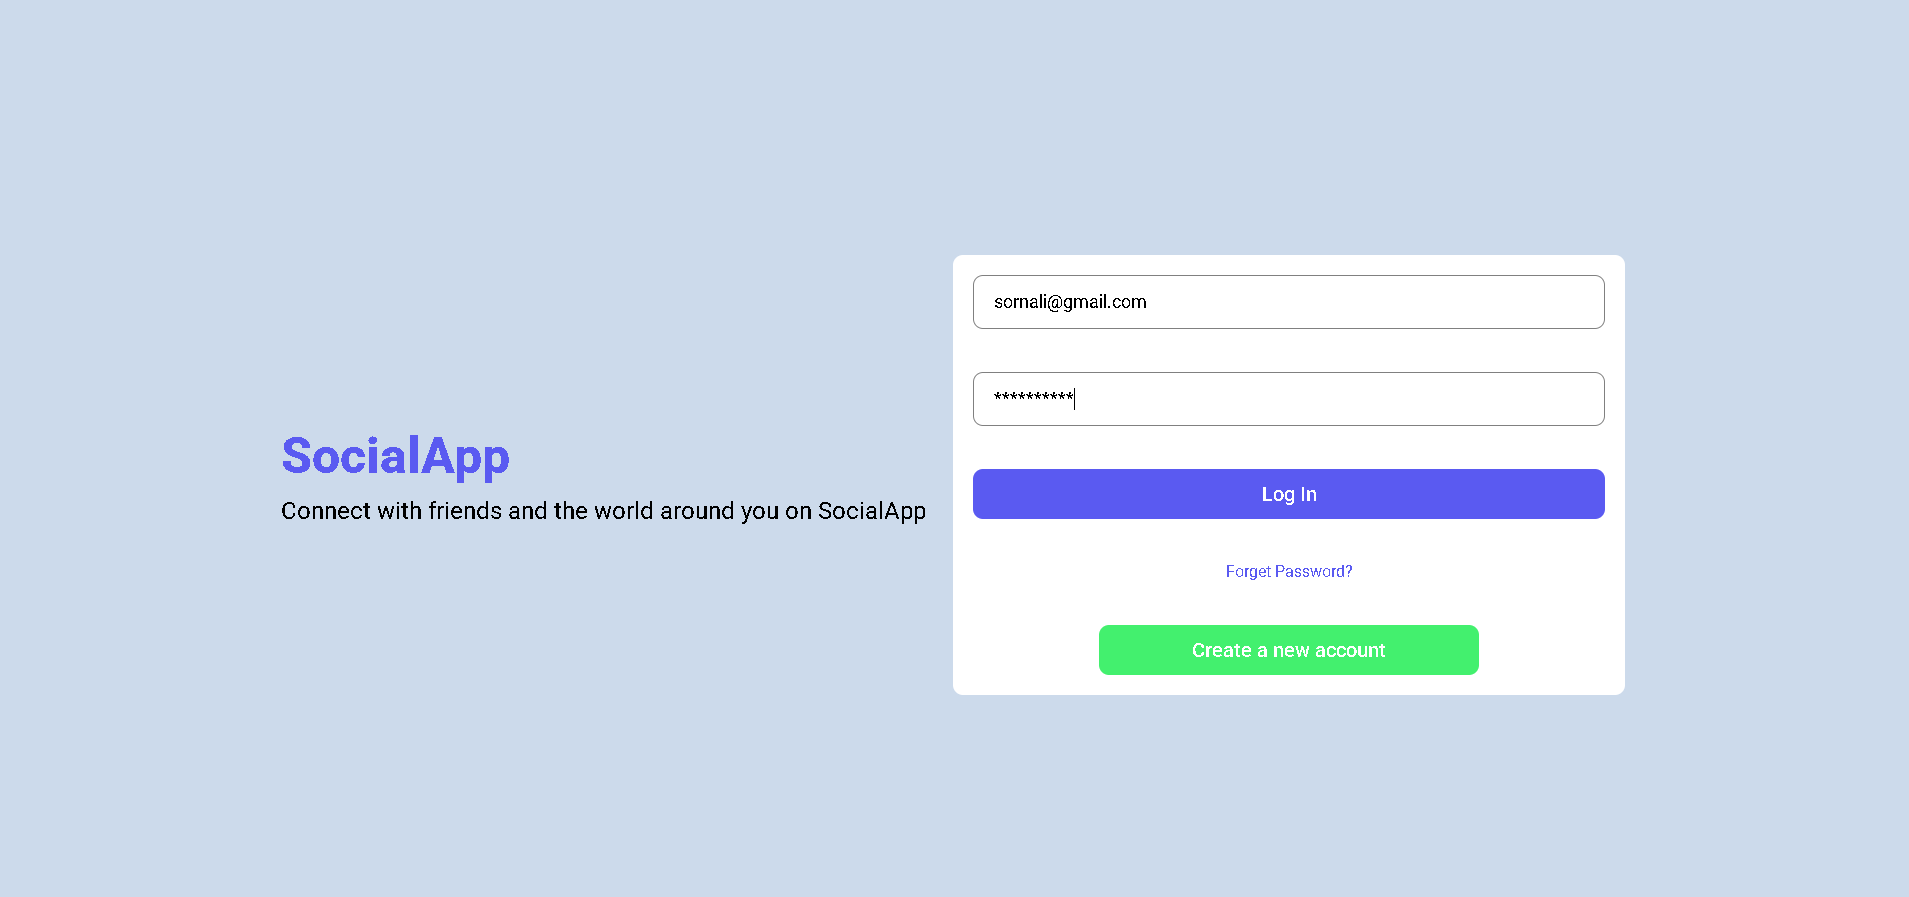 SocialApp
Connect with friends and the world around you on SocialApp
sornali@gmail.com
**********
Log In
Forget Password?
Create a new account